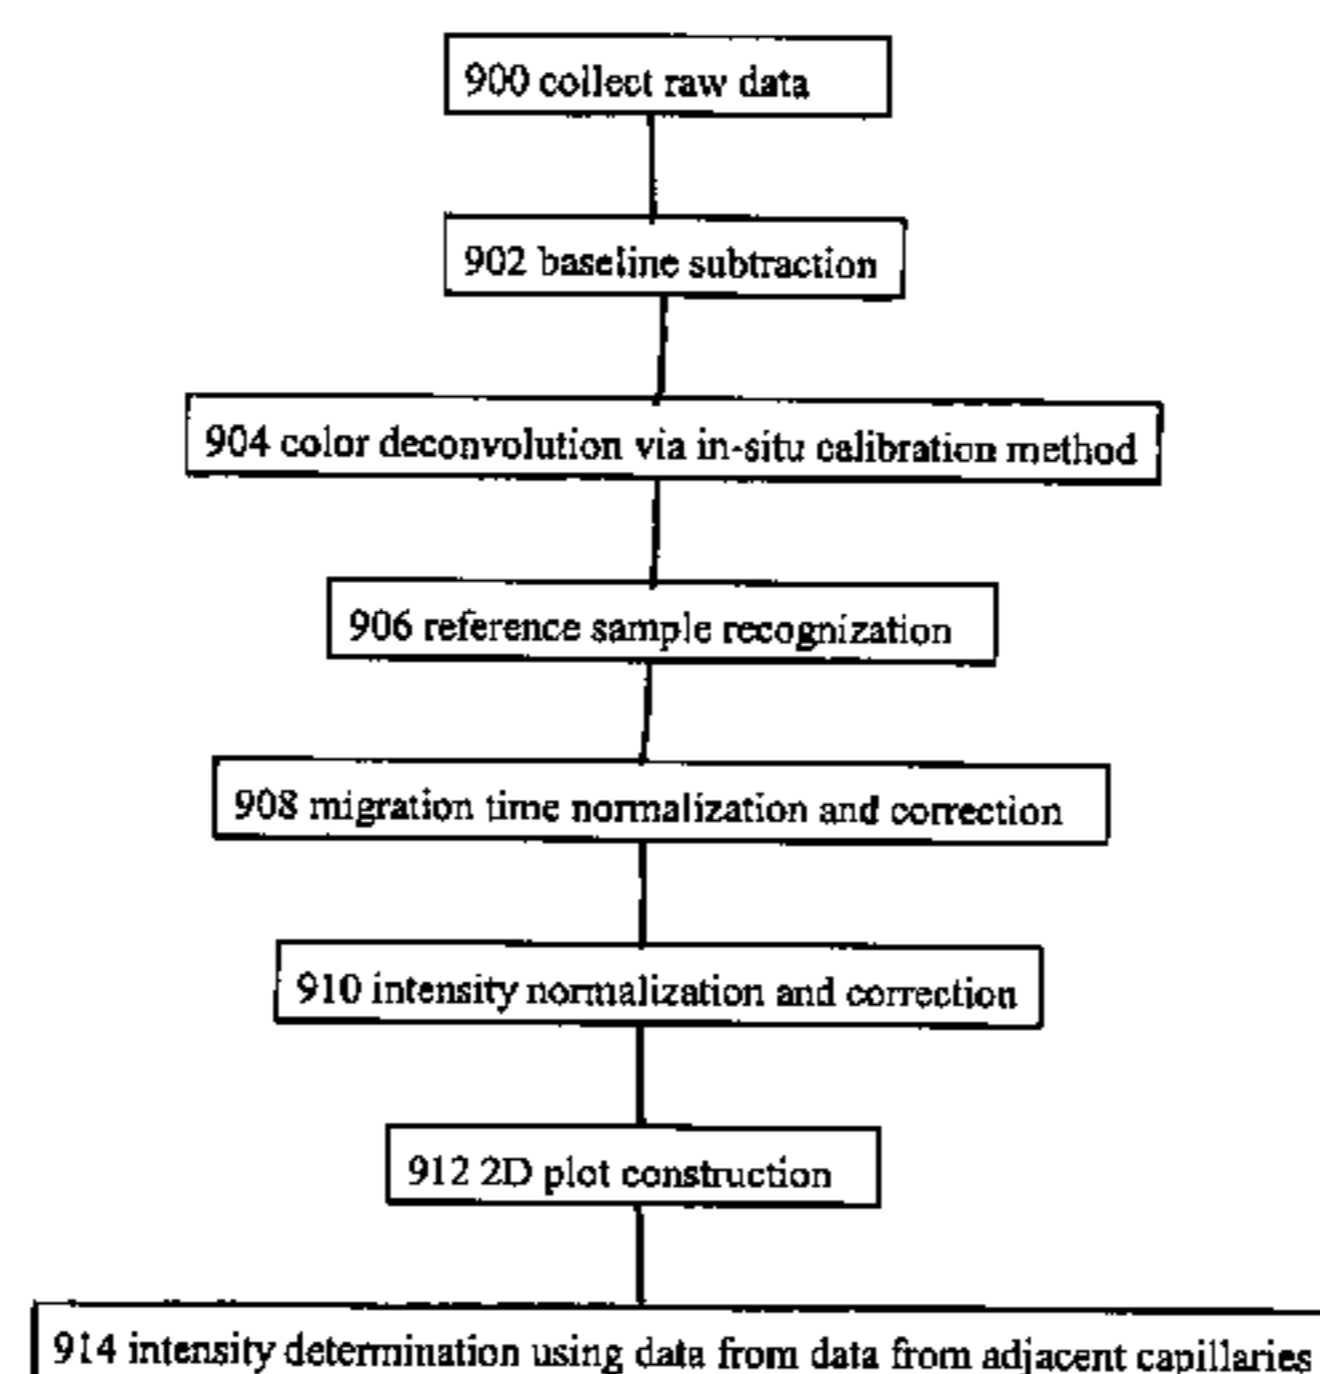 900 collect raw data
902 baseline subtraction
904 color deconvolution via in-situ calibration method
906 reference sample recognization
908 migration time normalization and correction
910 intensity normalization and correction
912 2D plot construction
914 intensity determination using data from data from adjacent capillaries